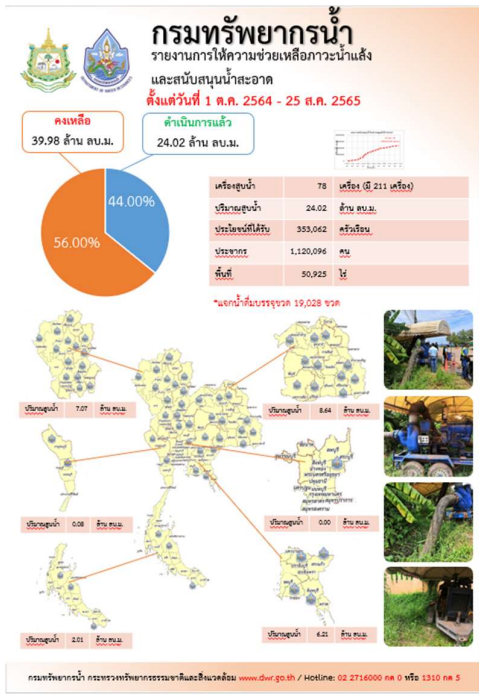 กรมทรัพยากรน้ำ
รายงานการให้ความช่วยเหลือภาวะน้ำแล้ง
และสนับสนุนน้ำสะอาด
ตั้งแต่วันที่ 1 ต.ค. 2564 - 25 ส.ค. 2565
คงเหลือ
39.98 ล้าน ลบ.ม.
ดำเนินการแล้ว
24.02 ล้าน ลบ.ม.
44.00%
56.00%
เครื่องสูบน้ำ 78 เครื่อง (มี 211 เครื่อง)
ปริมาณสูบน้ำ 24.02 ล้าน ลบ.ม.
ประโยชน์ที่ได้รับ 353,062 ครัวเรือน
ประชากร 1,120,096 คน
พื้นที่ 50,925 ไร่
*แจกน้ำดื่มบรรจุขวด 19,028 ขวด
ปริมาณสูบน้ำ 7.07 ล้าน ลบ.ม.
ปริมาณสูบน้ำ 8.64 ล้าน ลบ.ม.
ปริมาณสูบน้ำ 0.08 ล้าน ลบ.ม.
ปริมาณสูบน้ำ 0.00 ล้าน ลบ.ม.
ปริมาณสูบน้ำ 2.01 ล้าน ลบ.ม.
ปริมาณสูบน้ำ 6.21 ล้าน ลบ.ม.
กรมทรัพยากรน้ำ กระทรวงทรัพยากรธรรมชาติและสิ่งแวดล้อม www.dwr.go.th / Hotline: 02 2716000 กด 0 หรือ 1310 กด 5